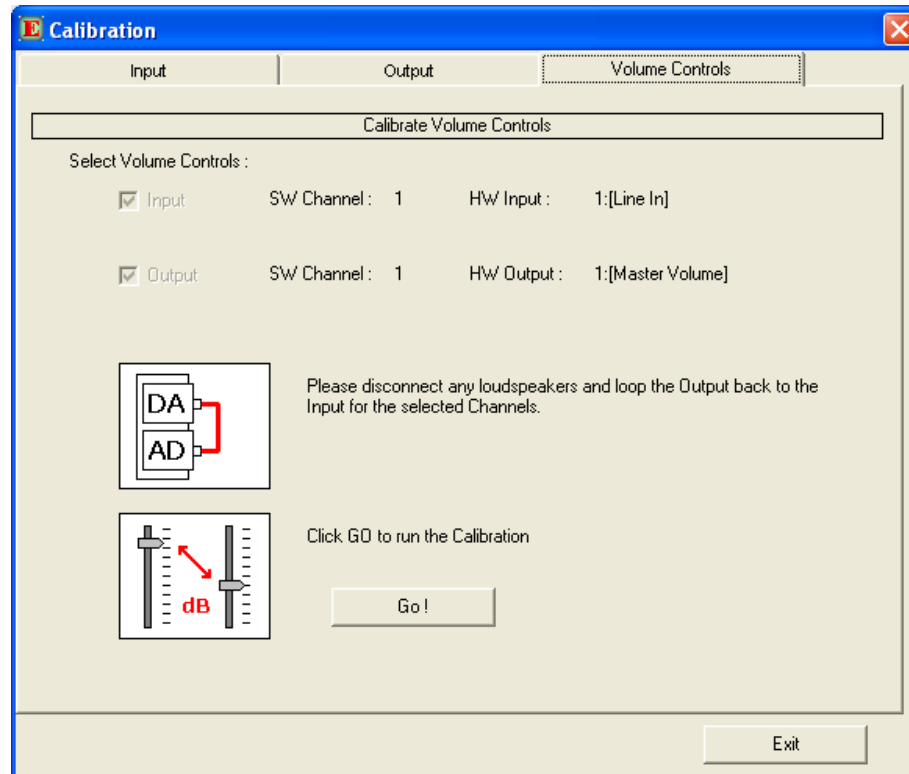 E Calibration
Input Output Volume Controls
Calibrate Volume Controls
Select Volume Controls :
Input SW Channel : 1 HW Input : 1:[Line In]
Output SW Channel : 1 HW Output : 1:[Master Volume]
DA
AD
Please disconnect any loudspeakers and loop the Output back to the
Input for the selected Channels.
dB
Click GO to run the Calibration
Go !
Exit